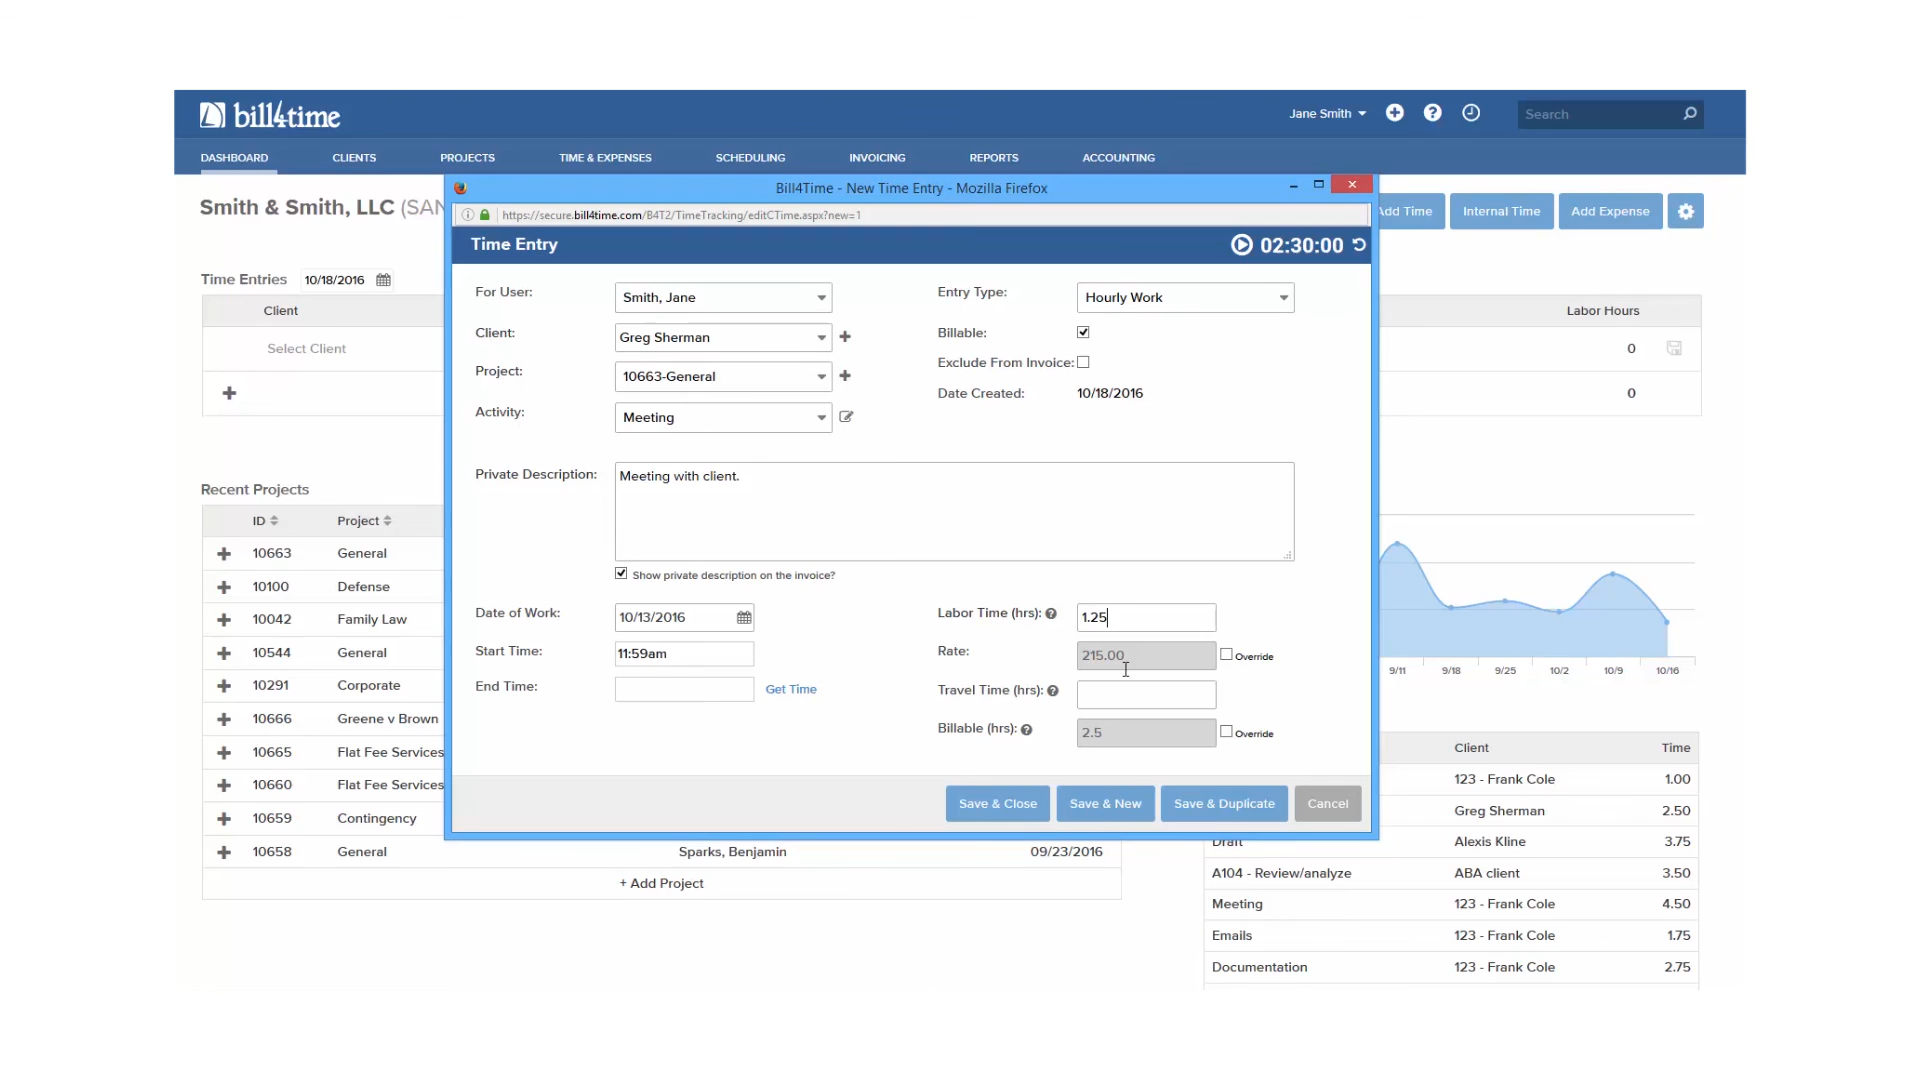 bill4time
Jane Smith
Search
DASHBOARD
CLIENTS
PROJECTS
TIME & EXPENSES
SCHEDULING
INVOICING
REPORTS
ACCOUNTING
Bill4Time - New Time Entry - Mozilla Firefox
https://secure.bill4time.com/B4T2/TimeTracking/editCTime.aspx?new=1
Smith & Smith, LLC (SAN
Add Time
Internal Time
Add Expense
Time Entry
02:30:00
Time Entries 10/18/2016
Client
Select Client
Labor Hours
0
0
For User: Smith, Jane
Client: Greg Sherman
Project: 10663-General
Activity: Meeting
Entry Type: Hourly Work
Billable:
Exclude From Invoice:
Date Created: 10/18/2016
Private Description: Meeting with client.
Show private description on the invoice?
Date of Work: 10/13/2016
Start Time: 11:59am
End Time: Get Time
Labor Time (hrs): 1.25
Rate: 215.00 Override
Travel Time (hrs):
Billable (hrs): 2.5 Override
Save & Close
Save & New
Save & Duplicate
Cancel
Recent Projects
ID Project
10663 General
10100 Defense
10042 Family Law
10544 General
10291 Corporate
10666 Greene v Brown
10665 Flat Fee Services
10660 Flat Fee Services
10659 Contingency
10658 General Sparks, Benjamin 09/23/2016
+ Add Project
9/11 9/18 9/25 10/2 10/9 10/16
Client Time
123 - Frank Cole 1.00
Greg Sherman 2.50
Draft Alexis Kline 3.75
A104 - Review/analyze ABA client 3.50
Meeting 123 - Frank Cole 4.50
Emails 123 - Frank Cole 1.75
Documentation 123 - Frank Cole 2.75